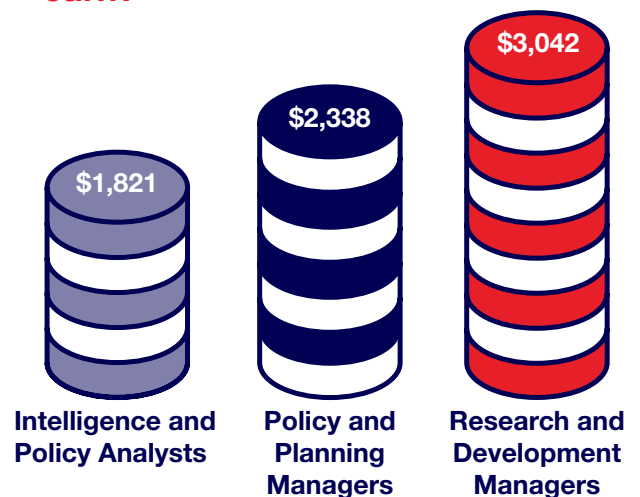 $3,042
$2,338
$1,821
Intelligence and
Policy Analysts
Policy and
Planning
Managers
Research and
Development
Managers